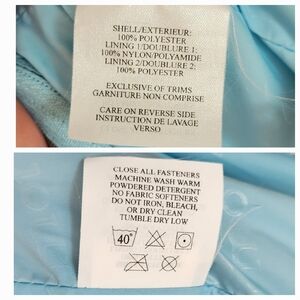 SHELL/EXTERIEUR:
100% POLYESTER
LINING 1/DOUBLURE 1:
100% NYLON/POLYAMIDE
LINING 2/DOUBLURE 2:
100% POLYESTER
EXCLUSIVE OF TRIMS
GARNITURE NON COMPRISE
CARE ON REVERSE SIDE
INSTRUCTION DE LAVAGE
VERSO
CLOSE ALL FASTENERS
MACHINE WASH WARM
POWDERED DETERGENT
NO FABRIC SOFTENERS
DO NOT IRON, BLEACH,
OR DRY CLEAN
TUMBLE DRY LOW
40°